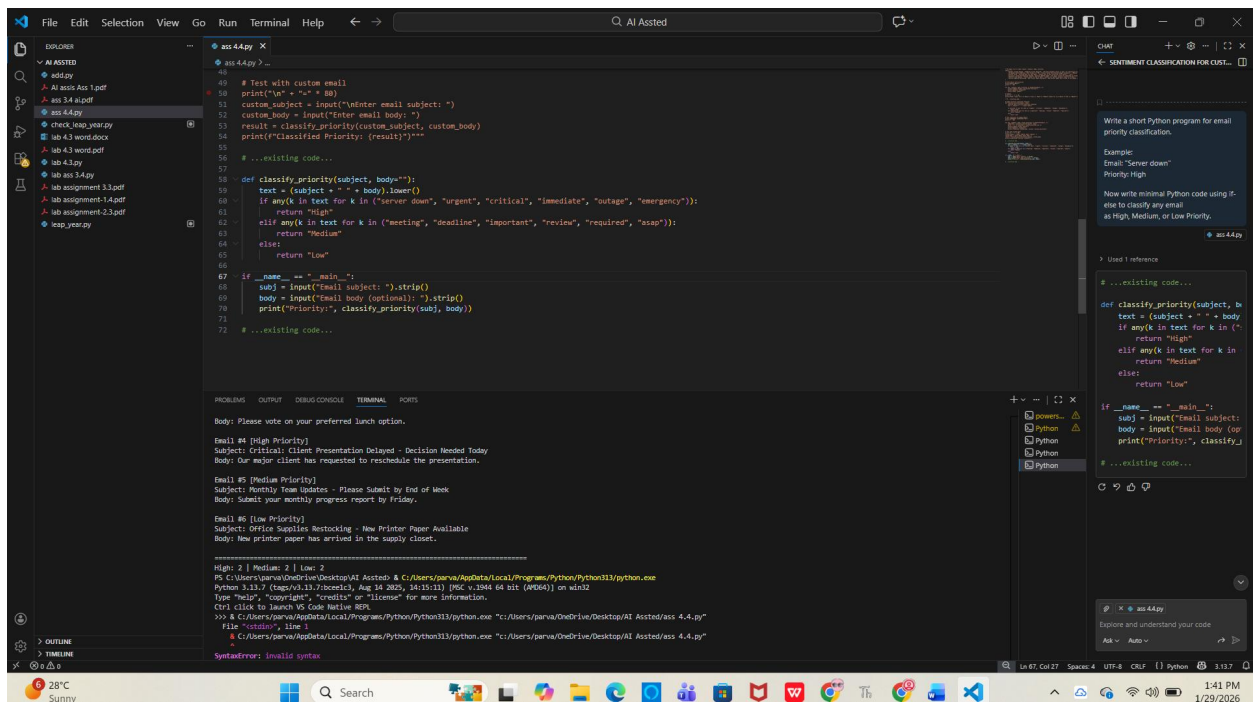 File Edit Selection View Go Run Terminal Help
AI Assted
EXPLORER
AI ASSTED
add.py
AI assis Ass 1.pdf
ass 3.4 ai.pdf
ass 4.4.py
check_leap_year.py
lab 4.3 word.docx
lab 4.3 word.pdf
lab 4.3.py
lab ass 3.4.py
lab assignment 3.3.pdf
lab assignment-1.4.pdf
lab assignment-2.3.pdf
leap_year.py
OUTLINE
TIMELINE
ass 4.4.py
ass 4.4.py > ...
48
49 # Test with custom email
50 print("\n" + "=" * 80)
51 custom_subject = input("\nEnter email subject: ")
52 custom_body = input("Enter email body: ")
53 result = classify_priority(custom_subject, custom_body)
54 print(f"Classified Priority: {result}")"""
55
56 # ...existing code...
57
58 def classify_priority(subject, body=""):
59 text = (subject + " " + body).lower()
60 if any(k in text for k in ("server down", "urgent", "critical", "immediate", "outage", "emergency")):
61 return "High"
62 elif any(k in text for k in ("meeting", "deadline", "important", "review", "required", "asap")):
63 return "Medium"
64 else:
65 return "Low"
66
67 if __name__ == "__main__":
68 subj = input("Email subject: ").strip()
69 body = input("Email body (optional): ").strip()
70 print("Priority:", classify_priority(subj, body))
71
72 # ...existing code...
PROBLEMS OUTPUT DEBUG CONSOLE TERMINAL PORTS
Body: Please vote on your preferred lunch option.
Email #4 [High Priority]
Subject: Critical: Client Presentation Delayed - Decision Needed Today
Body: Our major client has requested to reschedule the presentation.
Email #5 [Medium Priority]
Subject: Monthly Team Updates - Please Submit by End of Week
Body: Submit your monthly progress report by Friday.
Email #6 [Low Priority]
Subject: Office Supplies Restocking - New Printer Paper Available
Body: New printer paper has arrived in the supply closet.
High: 2 | Medium: 2 | Low: 2
PS C:\Users\parva\OneDrive\Desktop\AI Assted> & C:/Users/parva/AppData/Local/Programs/Python/Python313/python.exe
Python 3.13.7 (tags/v3.13.7:bcee1c3, Aug 14 2025, 14:15:11) [MSC v.1944 64 bit (AMD64)] on win32
Type "help", "copyright", "credits" or "license" for more information.
Ctrl click to launch VS Code Native REPL
>>> & C:/Users/parva/AppData/Local/Programs/Python/Python313/python.exe "c:/Users/parva/OneDrive/Desktop/AI Assted/ass 4.4.py"
File "<stdin>", line 1
& C:/Users/parva/AppData/Local/Programs/Python/Python313/python.exe "c:/Users/parva/OneDrive/Desktop/AI Assted/ass 4.4.py"
^
SyntaxError: invalid syntax
powers...
Python
Python
Python
Python
CHAT
SENTIMENT CLASSIFICATION FOR CUST...
Write a short Python program for email
priority classification.
Example:
Email: "Server down"
Priority: High
Now write minimal Python code using if-
else to classify any email
as High, Medium, or Low Priority.
ass 4.4.py
Used 1 reference
# ...existing code...
def classify_priority(subject, bo
text = (subject + " " + body
if any(k in text for k in ("
return "High"
elif any(k in text for k in
return "Medium"
else:
return "Low"
if __name__ == "__main__":
subj = input("Email subject:
body = input("Email body (op
print("Priority:", classify_
# ...existing code...
ass 4.4.py
Explore and understand your code
Ask Auto
0 0 0
Ln 67, Col 27 Spaces: 4 UTF-8 CRLF Python 3.13.7
28°C
Sunny
Search
1:41 PM
1/29/2026